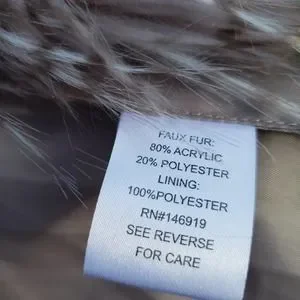 FAUX FUR:
80% ACRYLIC
20% POLYESTER
LINING:
100%POLYESTER
RN#146919
SEE REVERSE
FOR CARE